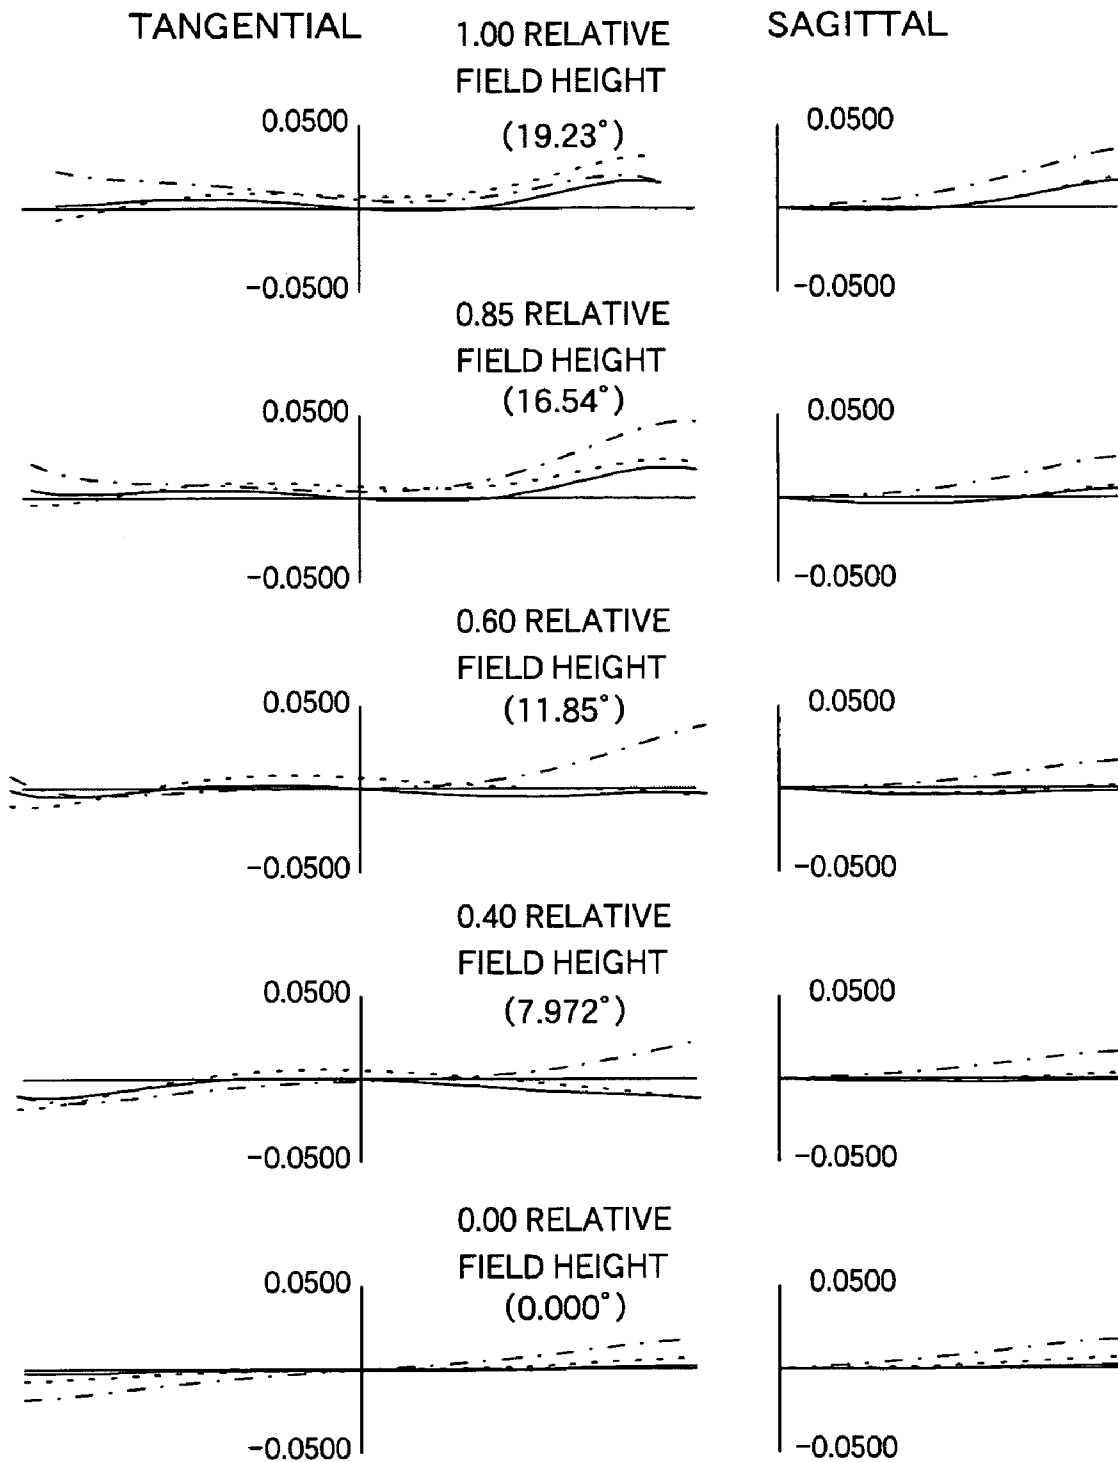 TANGENTIAL
1.00 RELATIVE
FIELD HEIGHT
(19.23°)
SAGITTAL
0.0500
-0.0500
0.0500
-0.0500
0.85 RELATIVE
FIELD HEIGHT
(16.54°)
0.0500
-0.0500
0.0500
-0.0500
0.60 RELATIVE
FIELD HEIGHT
(11.85°)
0.0500
-0.0500
0.0500
-0.0500
0.40 RELATIVE
FIELD HEIGHT
(7.972°)
0.0500
-0.0500
0.0500
-0.0500
0.00 RELATIVE
FIELD HEIGHT
(0.000°)
0.0500
-0.0500
0.0500
-0.0500